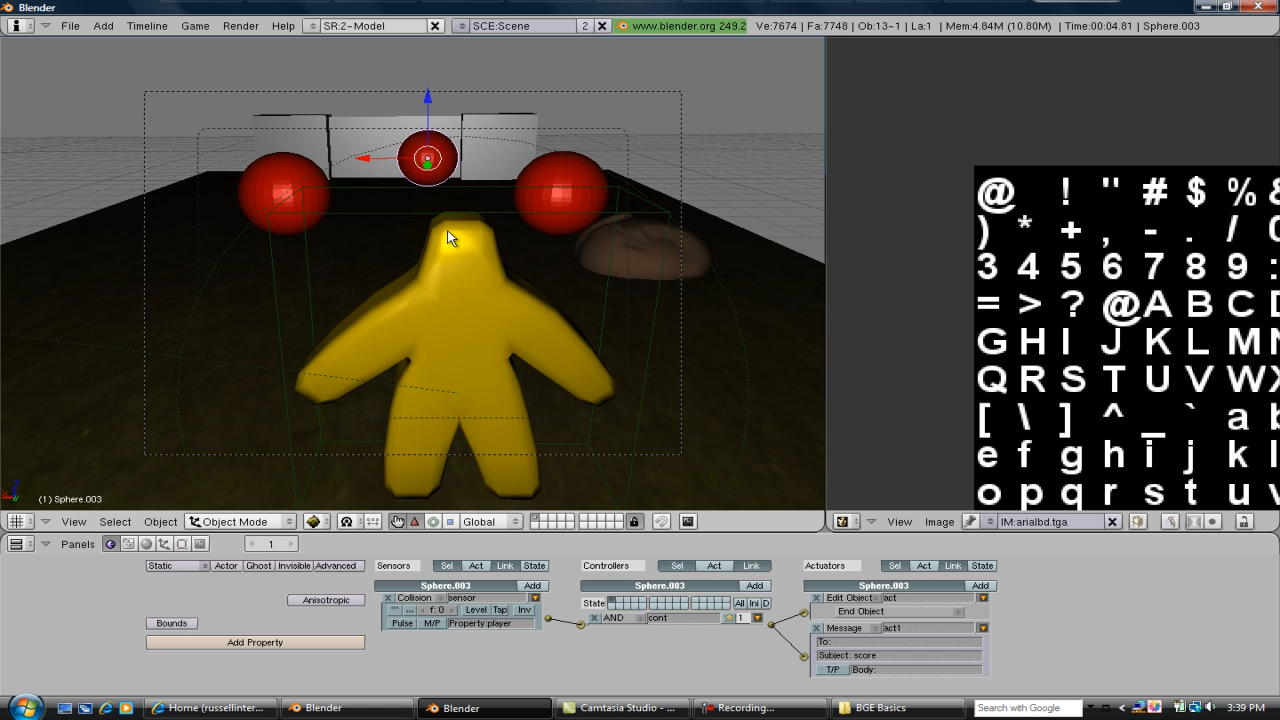 Blender
File Add Timeline Game Render Help SR:2-Model SCE:Scene 2 www.blender.org 249.2 Ve:7674 | Fa:7748 | Ob:13-1 | La:1 | Mem:4.84M (10.80M) | Time:00:04.81 | Sphere.003
@ ! " # $ % &
) * + , - . /
3 4 5 6 7 8 9 :
= > ? @ A B C
G H I J K L M
Q R S T U V W
[ \ ] ^ _ ` a
e f g h i j k l
o p q r s t u
(1) Sphere.003
View Select Object Object Mode Global
View Image IM:arialbd.tga
Panels 1
Static Actor Ghost Invisible Advanced
Anisotropic
Bounds
Add Property
Sensors Sel Act Link State
Sphere.003 Add
Collision sensor
f: 0 Level Tap Inv
Pulse M/P Property:player
Controllers Sel Act Link
Sphere.003 Add
State All Ini D
AND cont 1
Actuators Sel Act Link State
Sphere.003 Add
Edit Object act
End Object
Message act1
To:
Subject: score
T/P Body:
Home (russellinter... Blender Blender Camtasia Studio - ... Recording... BGE Basics Search with Google 3:39 PM